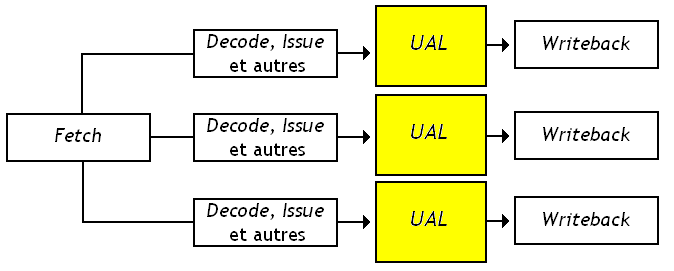 Decode, Issue
et autres
UAL
Writeback
Fetch
Decode, Issue
et autres
UAL
Writeback
Decode, Issue
et autres
UAL
Writeback